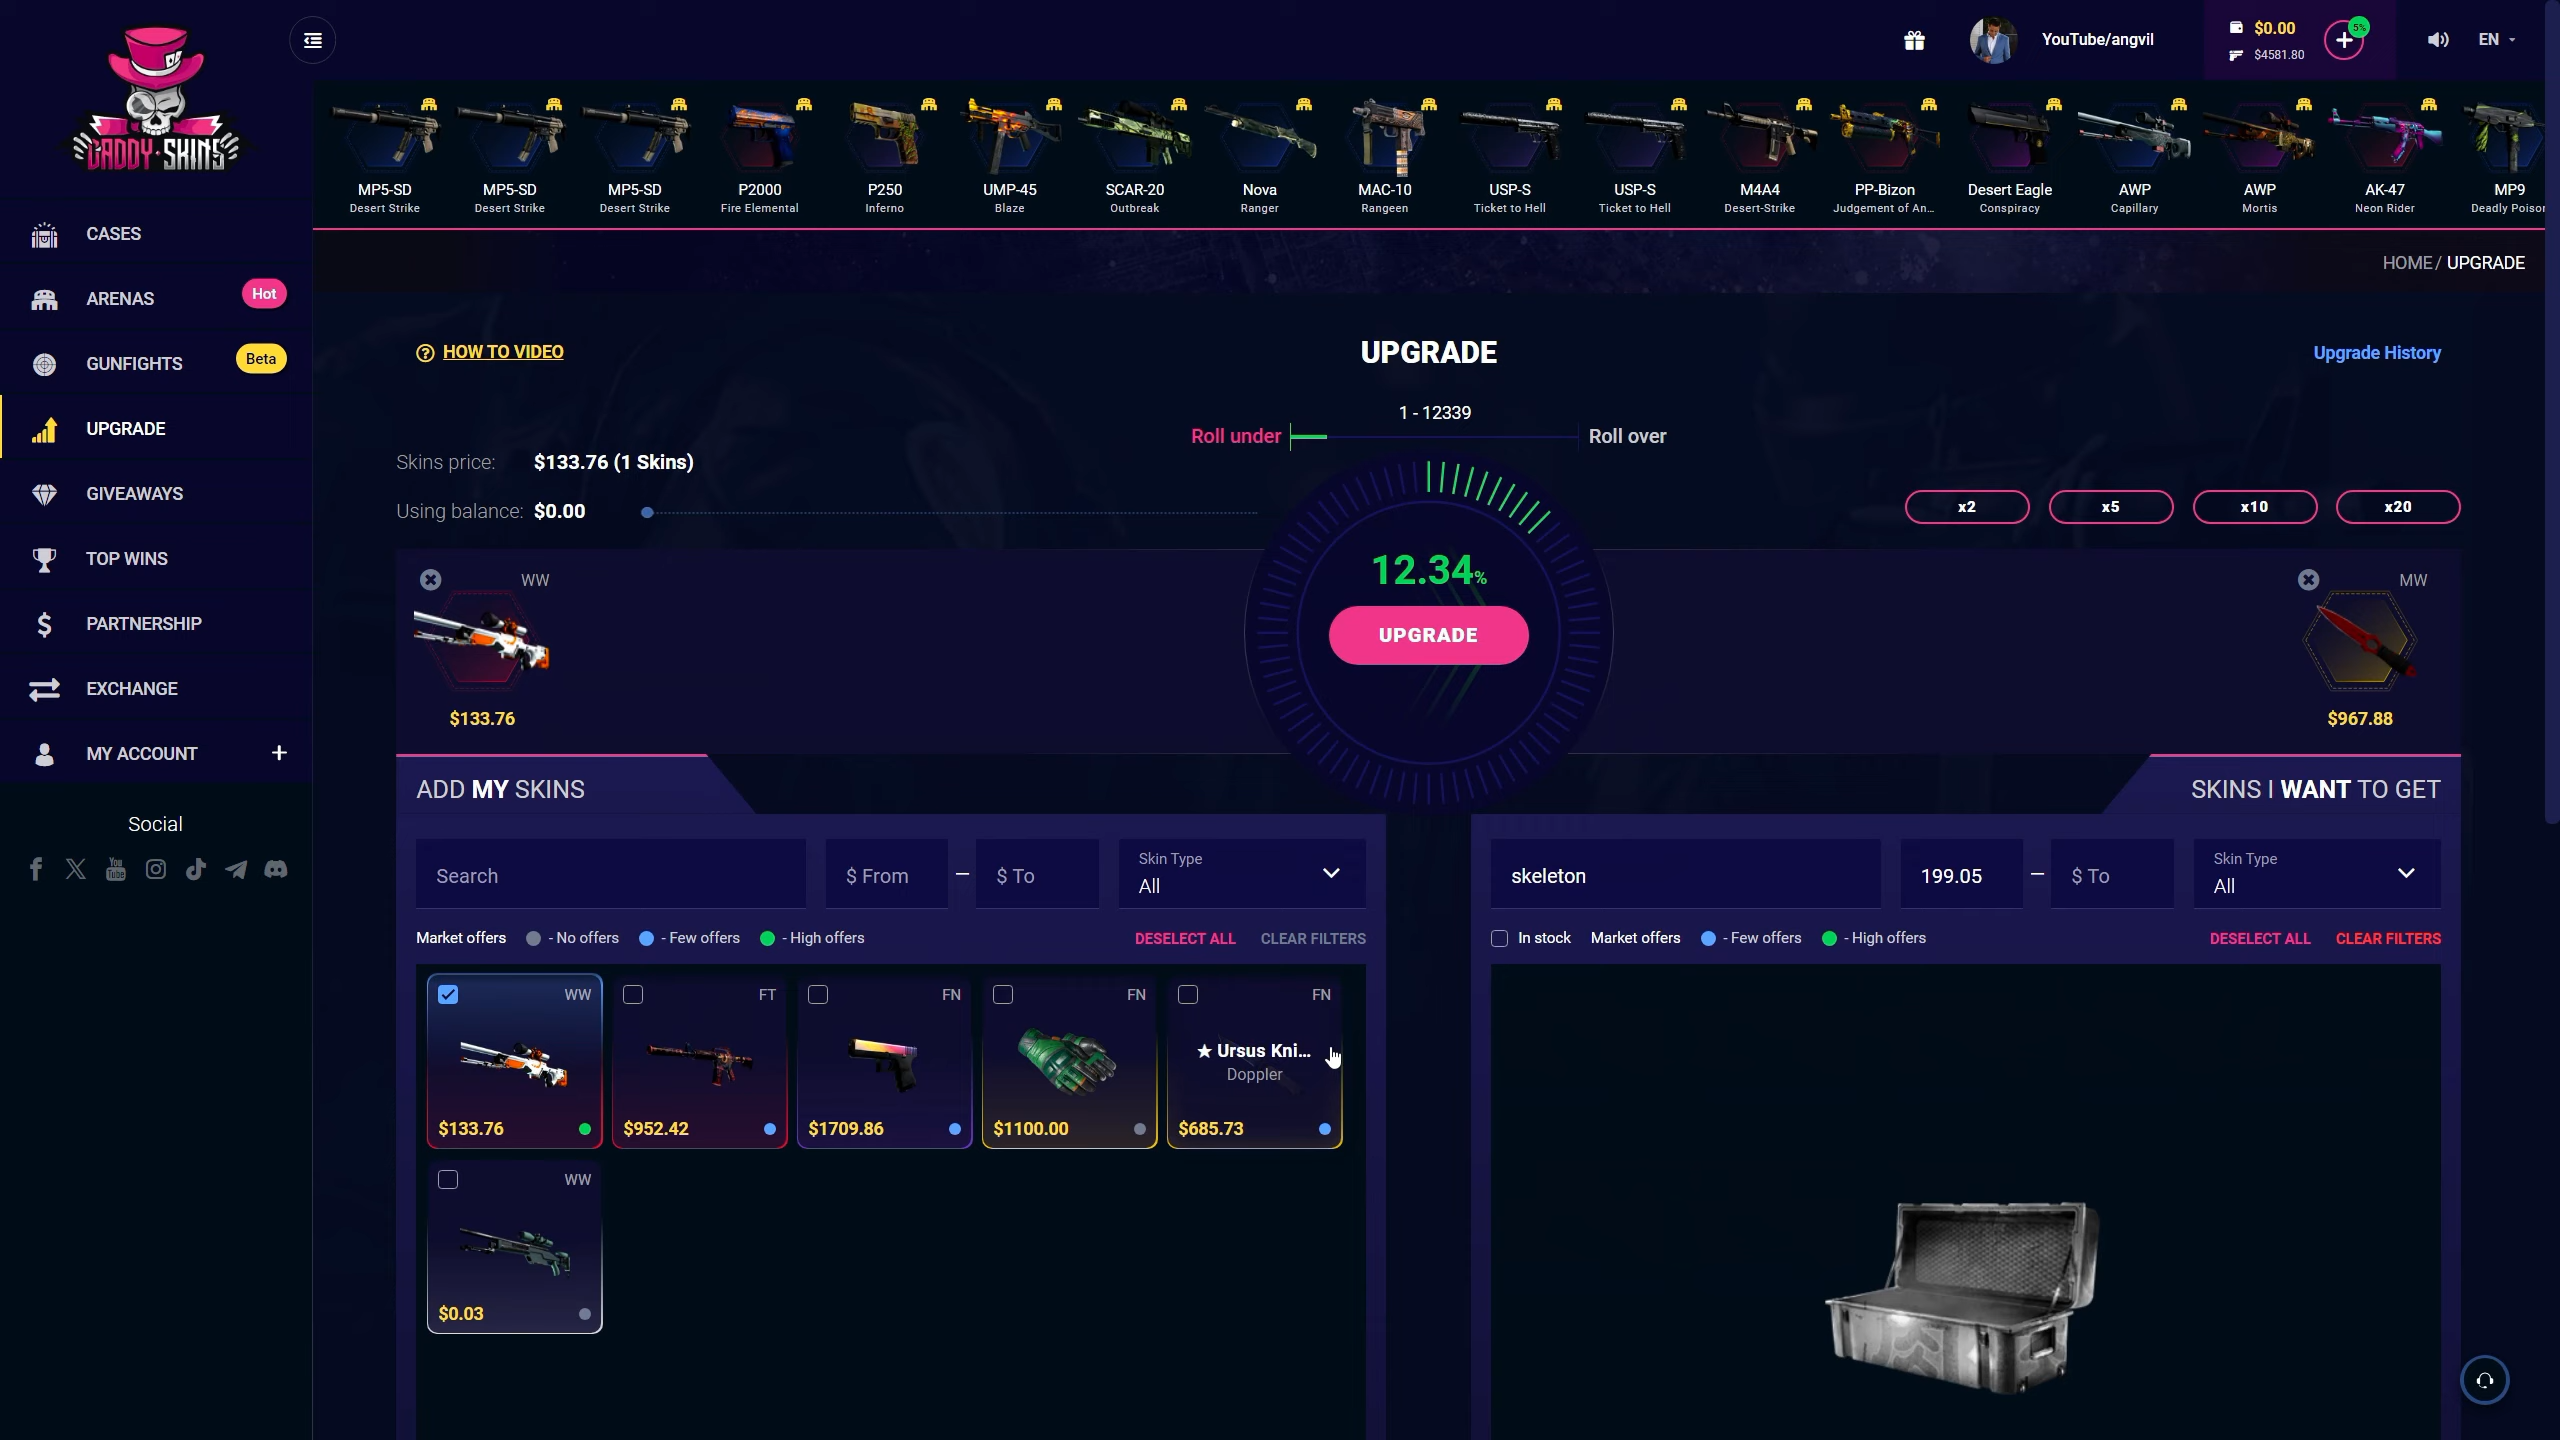 DADDY SKINS
YouTube/angvil
$0.00
$4581.80
5%
EN
MP5-SD
Desert Strike
MP5-SD
Desert Strike
MP5-SD
Desert Strike
P2000
Fire Elemental
P250
Inferno
UMP-45
Blaze
SCAR-20
Outbreak
Nova
Ranger
MAC-10
Rangeen
USP-S
Ticket to Hell
USP-S
Ticket to Hell
M4A4
Desert-Strike
PP-Bizon
Judgement of An...
Desert Eagle
Conspiracy
AWP
Capillary
AWP
Mortis
AK-47
Neon Rider
MP9
Deadly Poison
CASES
ARENAS
Hot
GUNFIGHTS
Beta
UPGRADE
GIVEAWAYS
TOP WINS
PARTNERSHIP
EXCHANGE
MY ACCOUNT
Social
HOME / UPGRADE
HOW TO VIDEO
UPGRADE
Upgrade History
1 - 12339
Roll under
Roll over
Skins price: $133.76 (1 Skins)
Using balance: $0.00
x2
x5
x10
x20
12.34%
UPGRADE
WW
$133.76
MW
$967.88
ADD MY SKINS
Search
$ From
–
$ To
Skin Type
All
Market offers
- No offers
- Few offers
- High offers
DESELECT ALL
CLEAR FILTERS
WW
$133.76
FT
$952.42
FN
$1709.86
FN
$1100.00
FN
★ Ursus Kni...
Doppler
$685.73
WW
$0.03
SKINS I WANT TO GET
skeleton
199.05
–
$ To
Skin Type
All
In stock
Market offers
- Few offers
- High offers
DESELECT ALL
CLEAR FILTERS